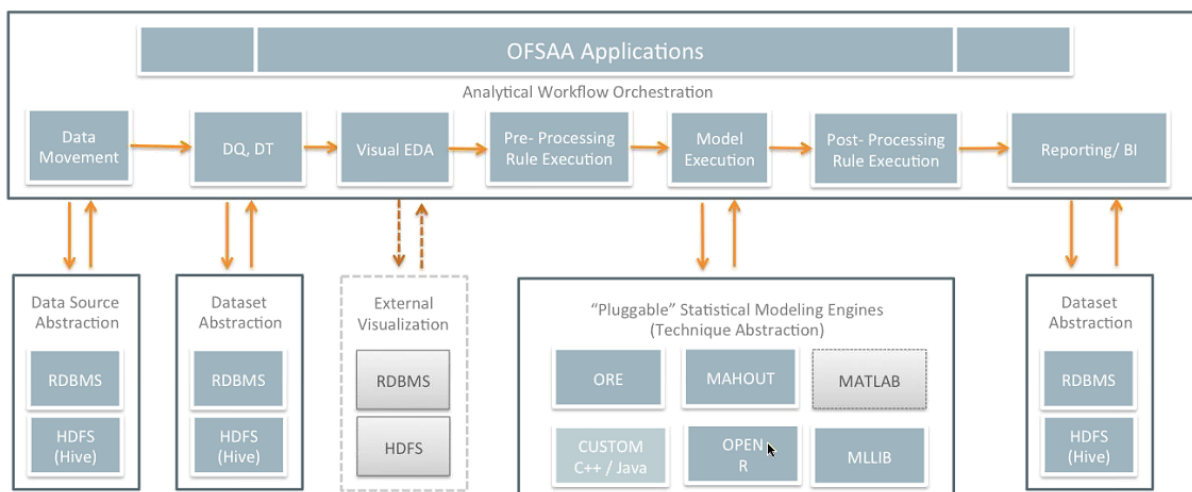 OFSAA Applications
Analytical Workflow Orchestration
Data
Movement
DQ, DT
Visual EDA
Pre- Processing
Rule Execution
Model
Execution
Post- Processing
Rule Execution
Reporting/ BI
Data Source
Abstraction
RDBMS
HDFS
(Hive)
Dataset
Abstraction
RDBMS
HDFS
(Hive)
External
Visualization
RDBMS
HDFS
“Pluggable” Statistical Modeling Engines
(Technique Abstraction)
ORE
MAHOUT
MATLAB
CUSTOM
C++ / Java
OPEN
R
MLLIB
Dataset
Abstraction
RDBMS
HDFS
(Hive)